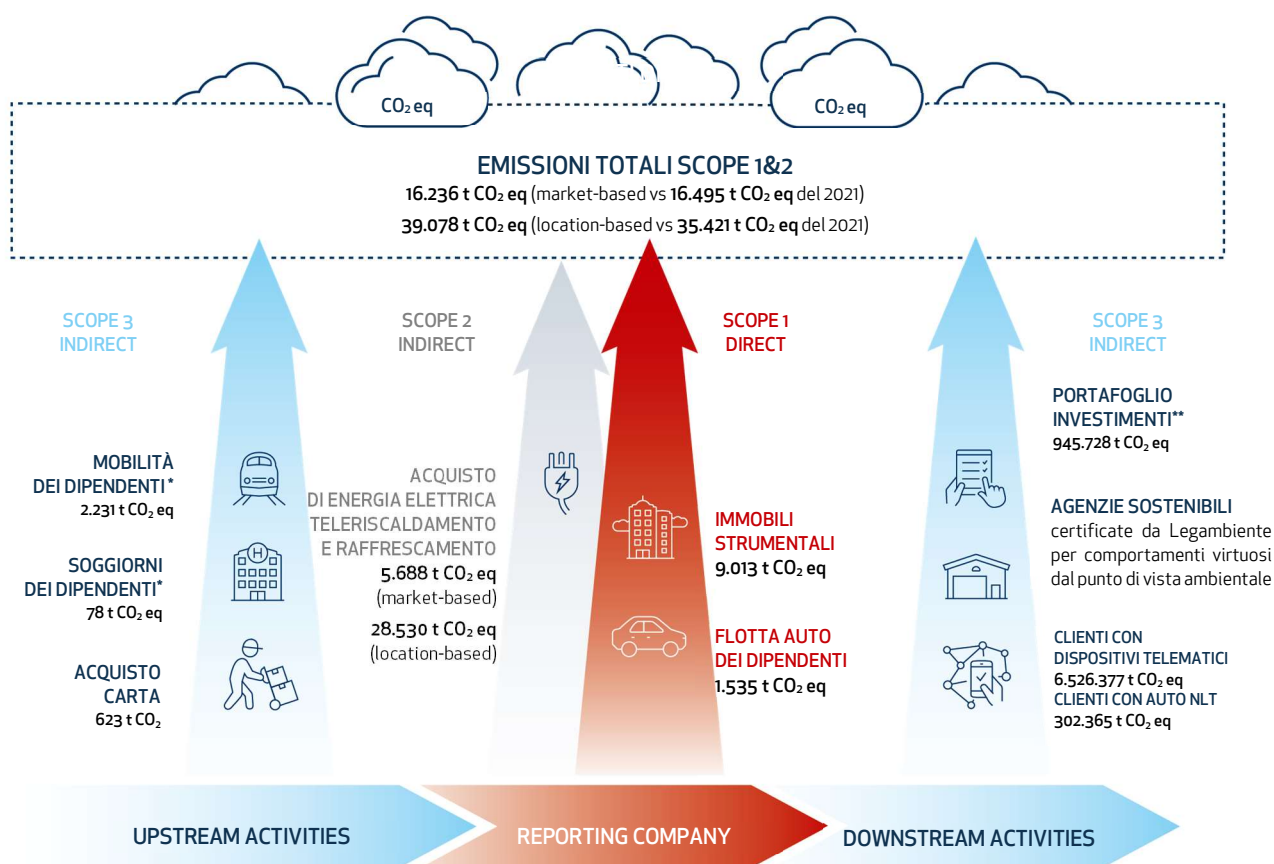 CO₂ eq
CO₂ eq
EMISSIONI TOTALI SCOPE 1&2
16.236 t CO₂ eq (market-based vs 16.495 t CO₂ eq del 2021)
39.078 t CO₂ eq (location-based vs 35.421 t CO₂ eq del 2021)
SCOPE 3
INDIRECT
MOBILITÀ
DEI DIPENDENTI*
2.231 t CO₂ eq
SOGGIORNI
DEI DIPENDENTI*
78 t CO₂ eq
ACQUISTO
CARTA
623 t CO₂
SCOPE 2
INDIRECT
ACQUISTO
DI ENERGIA ELETTRICA
TELERISCALDAMENTO
E RAFFRESCAMENTO
5.688 t CO₂ eq
(market-based)
28.530 t CO₂ eq
(location-based)
H
SCOPE 1
DIRECT
IMMOBILI
STRUMENTALI
9.013 t CO₂ eq
FLOTTA AUTO
DEI DIPENDENTI
1.535 t CO₂ eq
SCOPE 3
INDIRECT
PORTAFOGLIO
INVESTIMENTI**
945.728 t CO₂ eq
AGENZIE SOSTENIBILI
certificate da Legambiente
per comportamenti virtuosi
dal punto di vista ambientale
CLIENTI CON
DISPOSITIVI TELEMATICI
6.526.377 t CO₂ eq
CLIENTI CON AUTO NLT
302.365 t CO₂ eq
UPSTREAM ACTIVITIES
REPORTING COMPANY
DOWNSTREAM ACTIVITIES